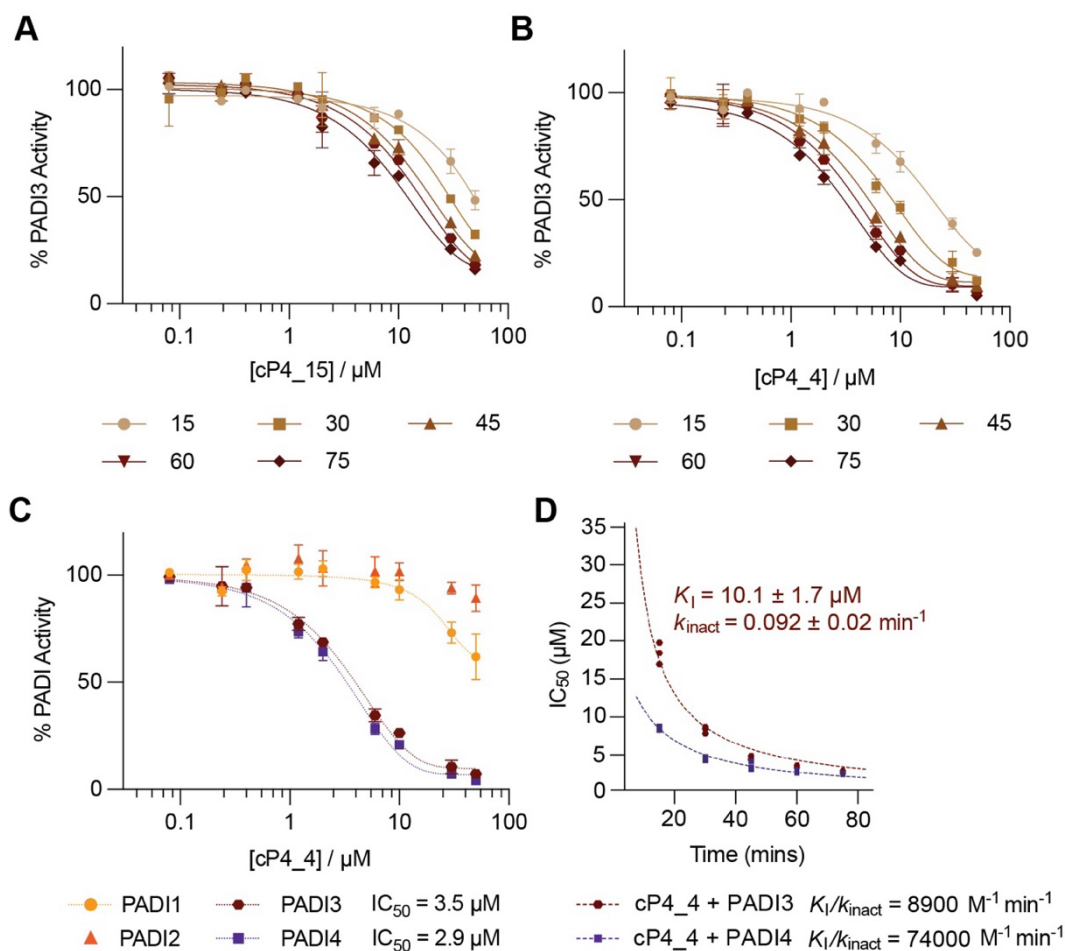 A
100
50
0
% PADI3 Activity
0.1
1
10
100
[cP4_15] / µM
15
30
45
60
75
B
100
50
0
% PADI3 Activity
0.1
1
10
100
[cP4_4] / µM
15
30
45
60
75
C
100
50
0
% PADI Activity
0.1
1
10
100
[cP4_4] / µM
PADI1
PADI3 IC50 = 3.5 µM
PADI2
PADI4 IC50 = 2.9 µM
D
35
30
25
20
15
10
5
0
IC50 (µM)
KI = 10.1 ± 1.7 µM
kinact = 0.092 ± 0.02 min-1
20
40
60
80
Time (mins)
cP4_4 + PADI3 KI/kinact = 8900 M-1 min-1
cP4_4 + PADI4 KI/kinact = 74000 M-1 min-1